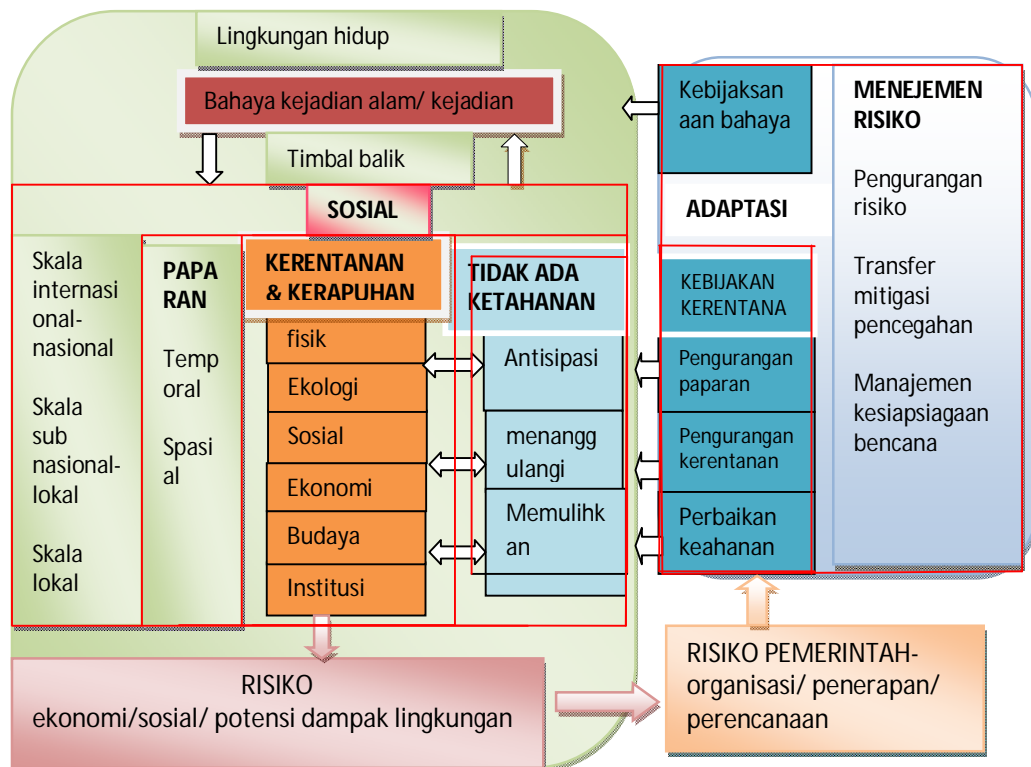 Lingkungan hidup
Bahaya kejadian alam/ kejadian
Timbal balik
SOSIAL
Skala
internasi
onal-
nasional
Skala
sub
nasional-
lokal
Skala
lokal
PAPA
RAN
Temp
oral
Spasi
al
KERENTANAN
& KERAPUHAN
fisik
Ekologi
Sosial
Ekonomi
Budaya
Institusi
TIDAK ADA
KETAHANAN
Antisipasi
menangg
ulangi
Memulihk
an
Kebijaksan
aan bahaya
ADAPTASI
KEBIJAKAN
KERENTANA
Pengurangan
paparan
Pengurangan
kerentanan
Perbaikan
keahanan
MENEJEMEN
RISIKO
Pengurangan
risiko
Transfer
mitigasi
pencegahan
Manajemen
kesiapsiagaan
bencana
RISIKO
ekonomi/sosial/ potensi dampak lingkungan
RISIKO PEMERINTAH-
organisasi/ penerapan/
perencanaan